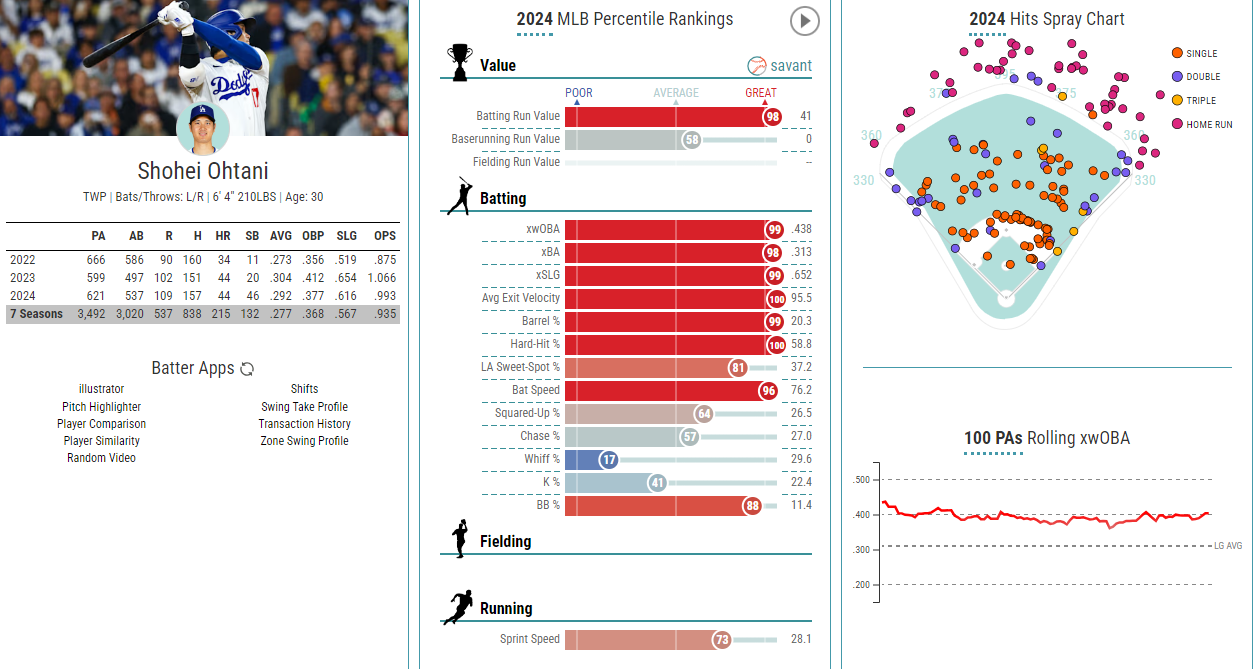 Dodgers
17
Shohei Ohtani
TWP | Bats/Throws: L/R | 6' 4" 210LBS | Age: 30
PA AB R H HR SB AVG OBP SLG OPS
2022 666 586 90 160 34 11 .273 .356 .519 .875
2023 599 497 102 151 44 20 .304 .412 .654 1.066
2024 621 537 109 157 44 46 .292 .377 .616 .993
7 Seasons 3,492 3,020 537 838 215 132 .277 .368 .567 .935
Batter Apps
illustrator Shifts
Pitch Highlighter Swing Take Profile
Player Comparison Transaction History
Player Similarity Zone Swing Profile
Random Video
2024 MLB Percentile Rankings
Value savant
POOR AVERAGE GREAT
Batting Run Value 98 41
Baserunning Run Value 58 0
Fielding Run Value --
Batting
xwOBA 99 .438
xBA 98 .313
xSLG 99 .652
Avg Exit Velocity 100 95.5
Barrel % 99 20.3
Hard-Hit % 100 58.8
LA Sweet-Spot % 81 37.2
Bat Speed 96 76.2
Squared-Up % 64 26.5
Chase % 57 27.0
Whiff % 17 29.6
K % 41 22.4
BB % 88 11.4
Fielding
Running
Sprint Speed 73 28.1
2024 Hits Spray Chart
SINGLE
DOUBLE
TRIPLE
HOME RUN
375
360 360
330 330
100 PAs Rolling xwOBA
.500
.400
.300 LG AVG
.200